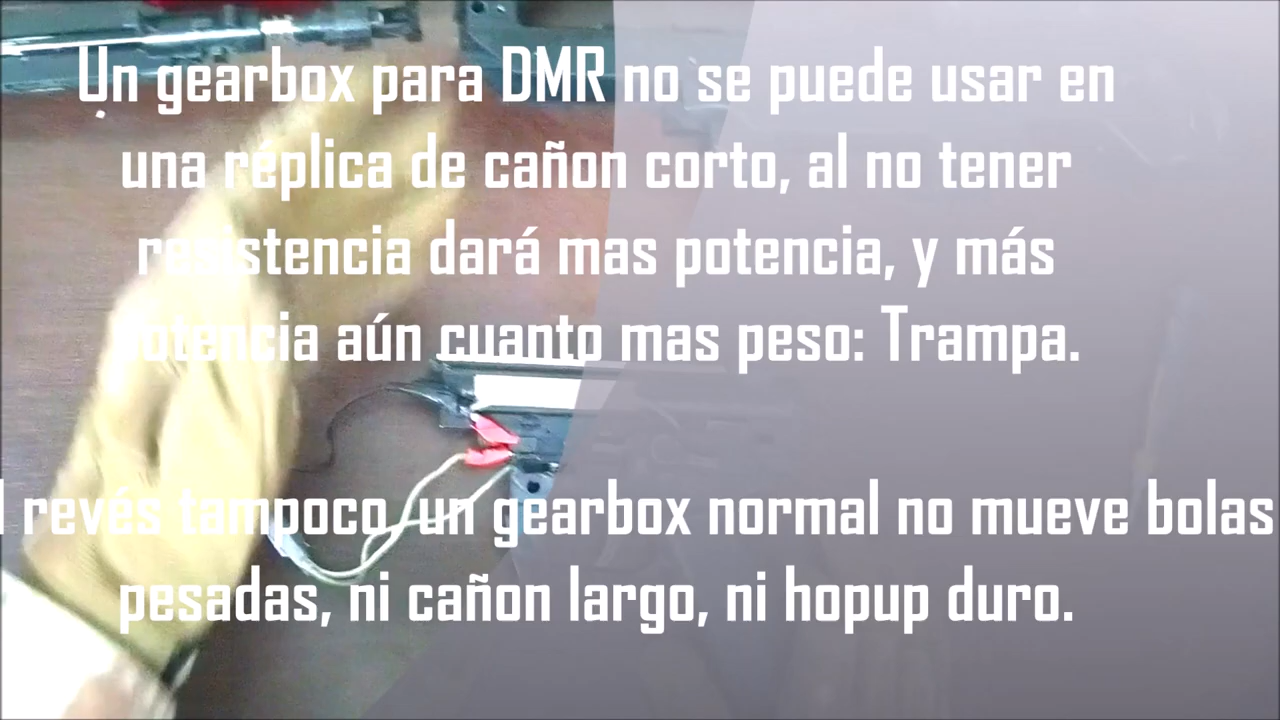 Un gearbox para DMR no se puede usar en
una réplica de cañon corto, al no tener
resistencia dará mas potencia, y más
potencia aún cuanto mas peso: Trampa.
l revés tampoco, un gearbox normal no mueve bolas
pesadas, ni cañon largo, ni hopup duro.